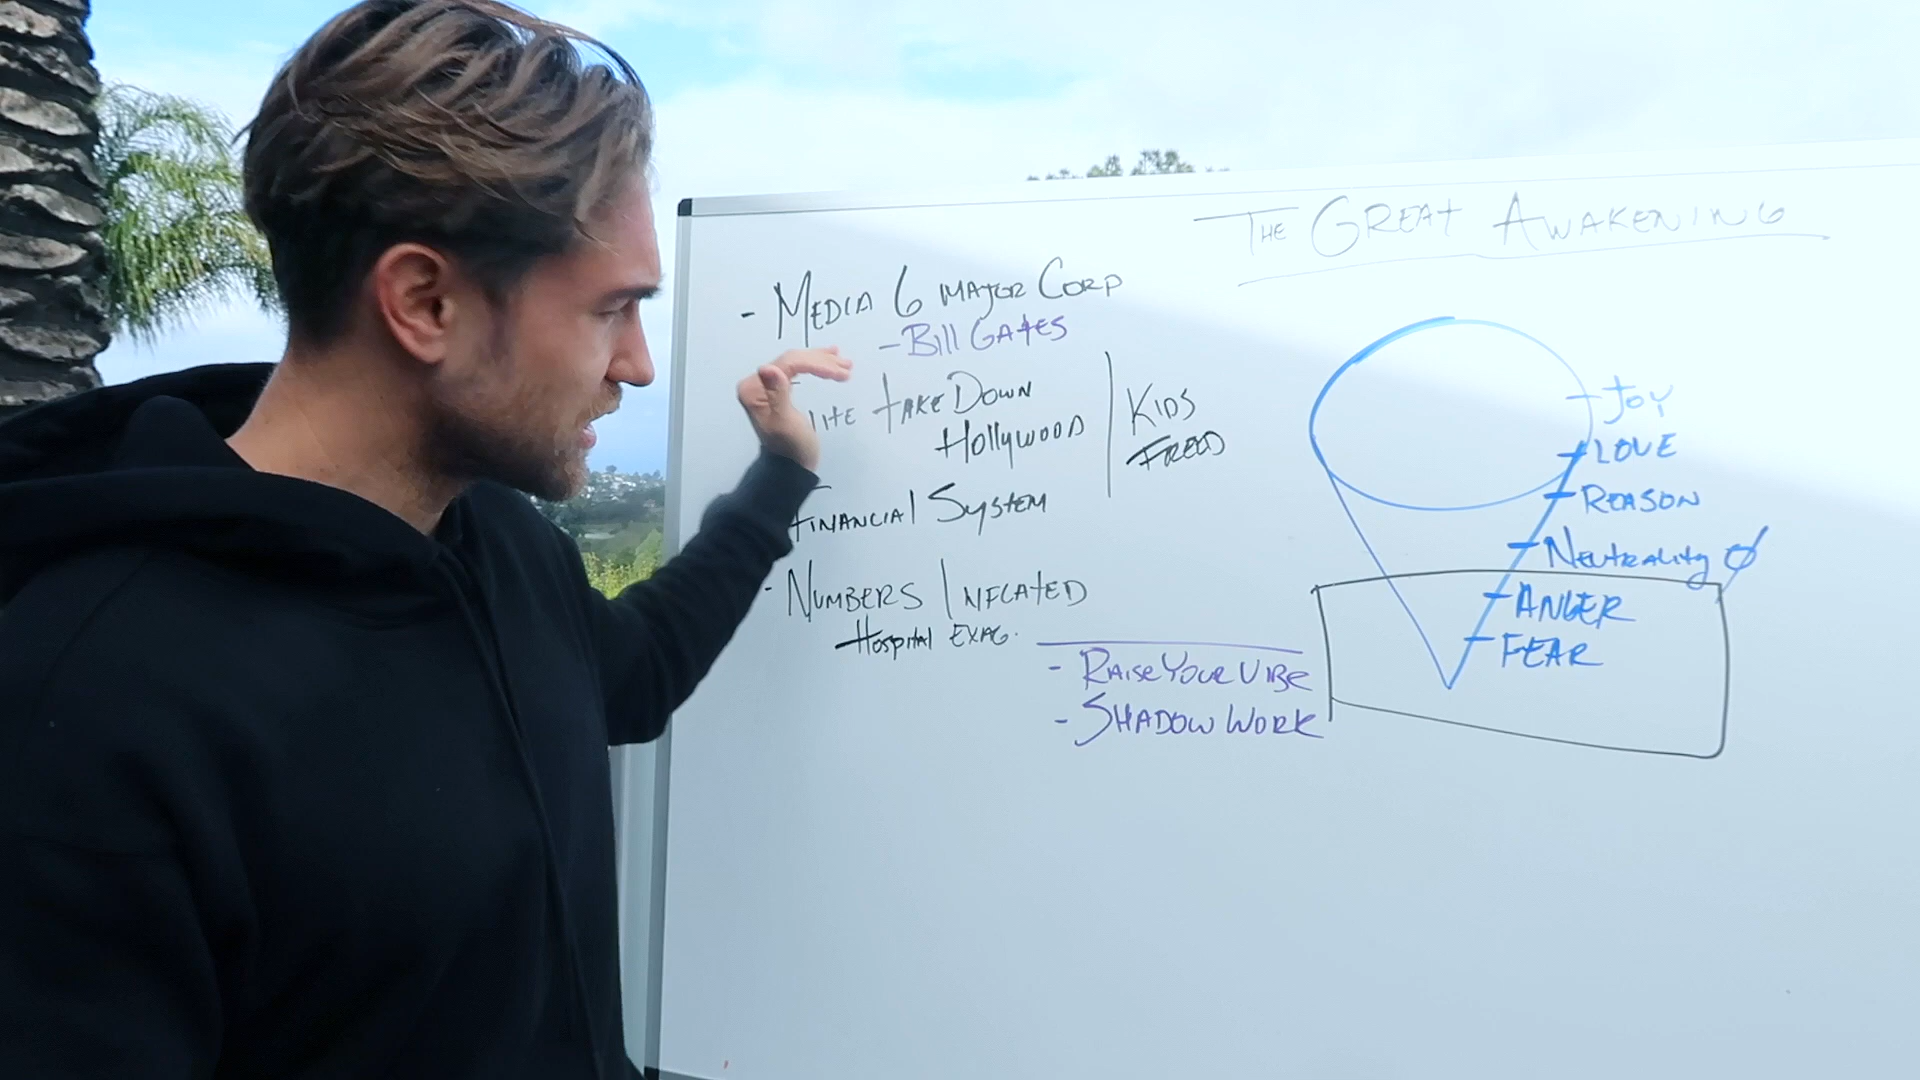 The Great Awakening
- Media 6 Major Corp
- Bill Gates
Take Down
Hollywood
Kids
Freed
Financial System
- Numbers Inflated
Hospital Exag.
- Raise Your Vibe
- Shadow Work
Joy
Love
Reason
Neutrality
Anger
Fear